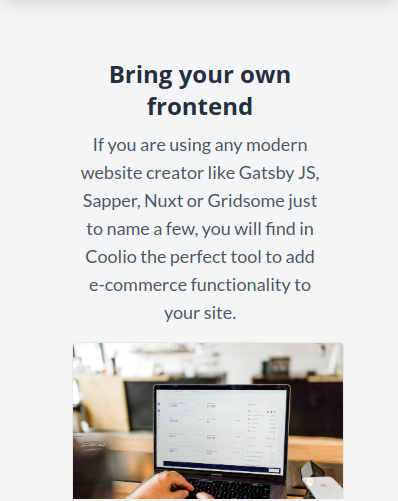 Bring your own
frontend
If you are using any modern
website creator like Gatsby JS,
Sapper, Nuxt or Gridsome just
to name a few, you will find in
Coolio the perfect tool to add
e-commerce functionality to
your site.